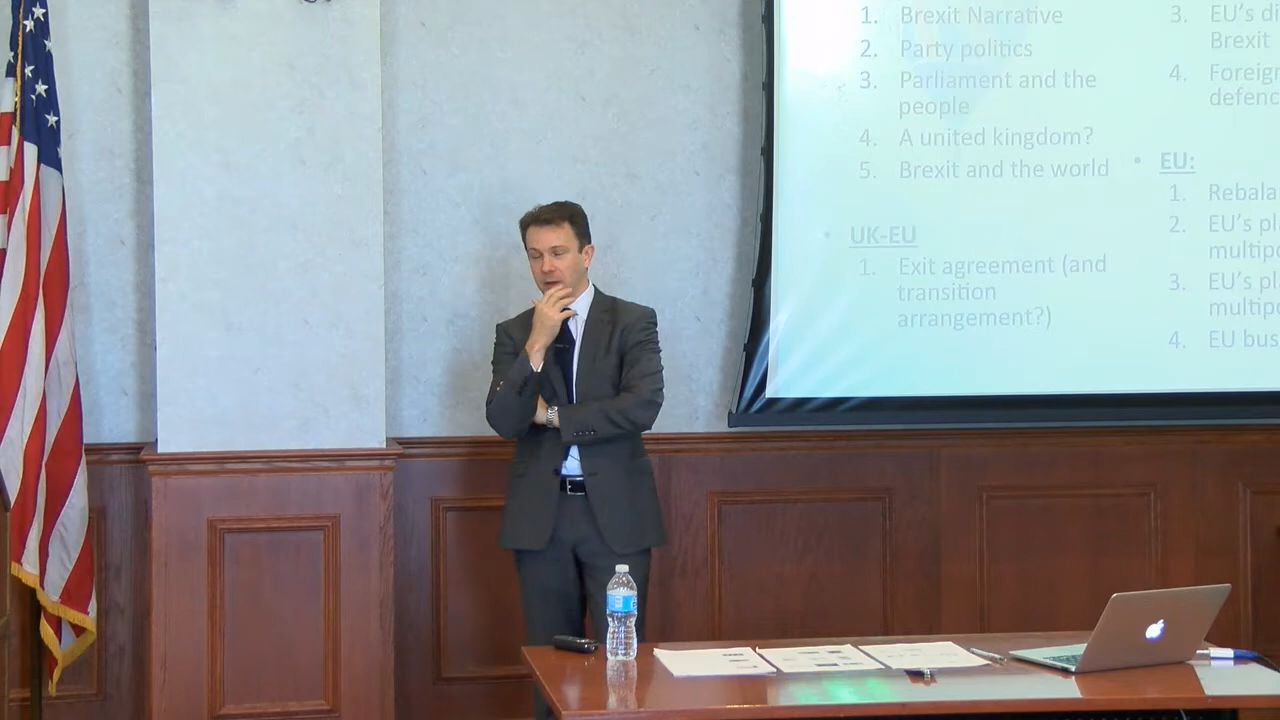 1. Brexit Narrative
2. Party politics
3. Parliament and the
people
4. A united kingdom?
5. Brexit and the world
• UK-EU
1. Exit agreement (and
transition
arrangement?)
3. EU's
Brexit
4.
• EU:
1.
2. EU's
3. EU's
4. EU